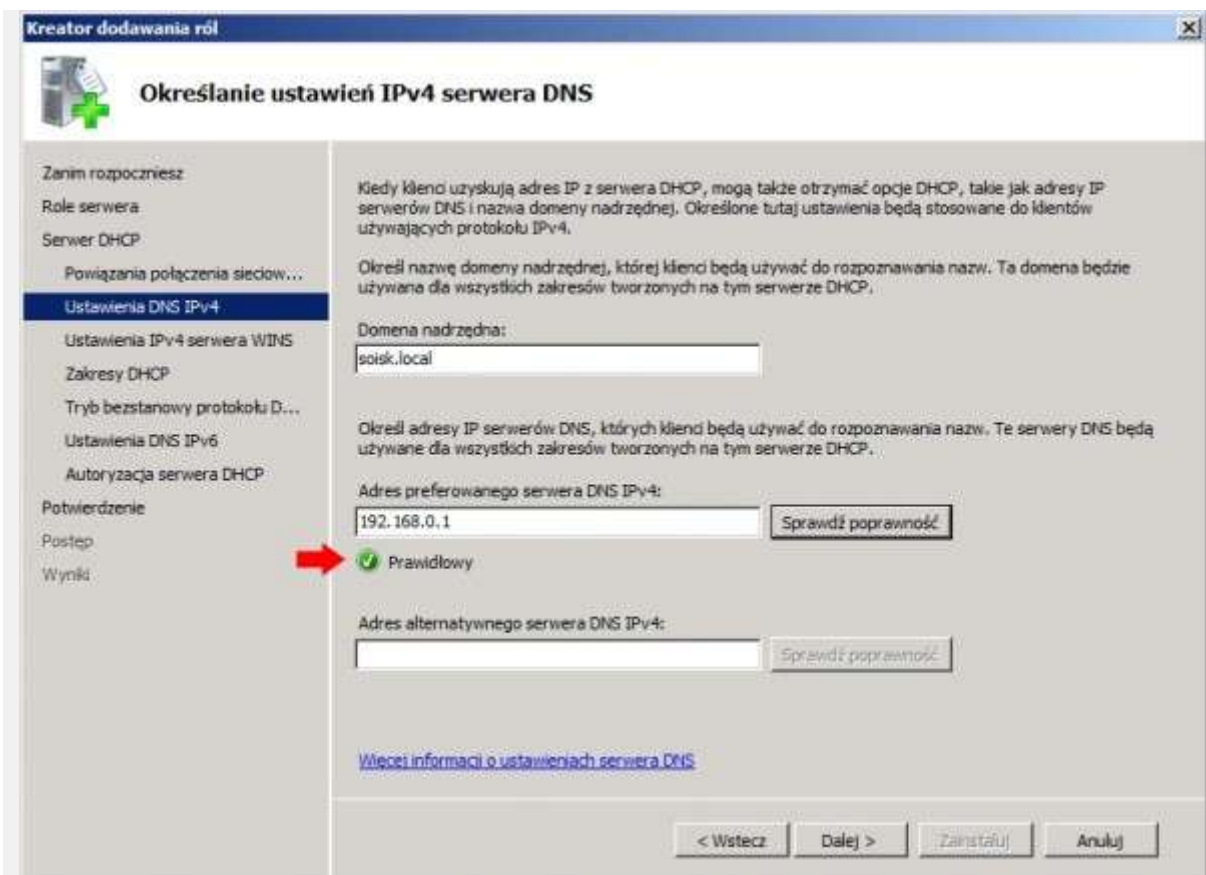 Kreator dodawania ról
Określanie ustawień IPv4 serwera DNS
Zanim rozpoczniesz
Role serwera
Serwer DHCP
Powiązania połączenia sieciow...
Ustawienia DNS IPv4
Ustawienia IPv4 serwera WINS
Zakresy DHCP
Tryb bezstanowy protokołu D...
Ustawienia DNS IPv6
Autoryzacja serwera DHCP
Potwierdzenie
Postęp
Wyniki
Kiedy klienci uzyskują adres IP z serwera DHCP, mogą także otrzymać opcje DHCP, takie jak adresy IP
serwerów DNS i nazwa domeny nadrzędnej. Określone tutaj ustawienia będą stosowane do klientów
używających protokołu IPv4.
Określ nazwę domeny nadrzędnej, której klienci będą używać do rozpoznawania nazw. Ta domena będzie
używana dla wszystkich zakresów tworzonych na tym serwerze DHCP.
Domena nadrzędna:
soisk.local
Określ adresy IP serwerów DNS, których klienci będą używać do rozpoznawania nazw. Te serwery DNS będą
używane dla wszystkich zakresów tworzonych na tym serwerze DHCP.
Adres preferowanego serwera DNS IPv4:
192.168.0.1
Sprawdź poprawność
Prawidłowy
Adres alternatywnego serwera DNS IPv4:
Sprawdź poprawność
Więcej informacji o ustawieniach serwera DNS
< Wstecz
Dalej >
Zainstaluj
Anuluj